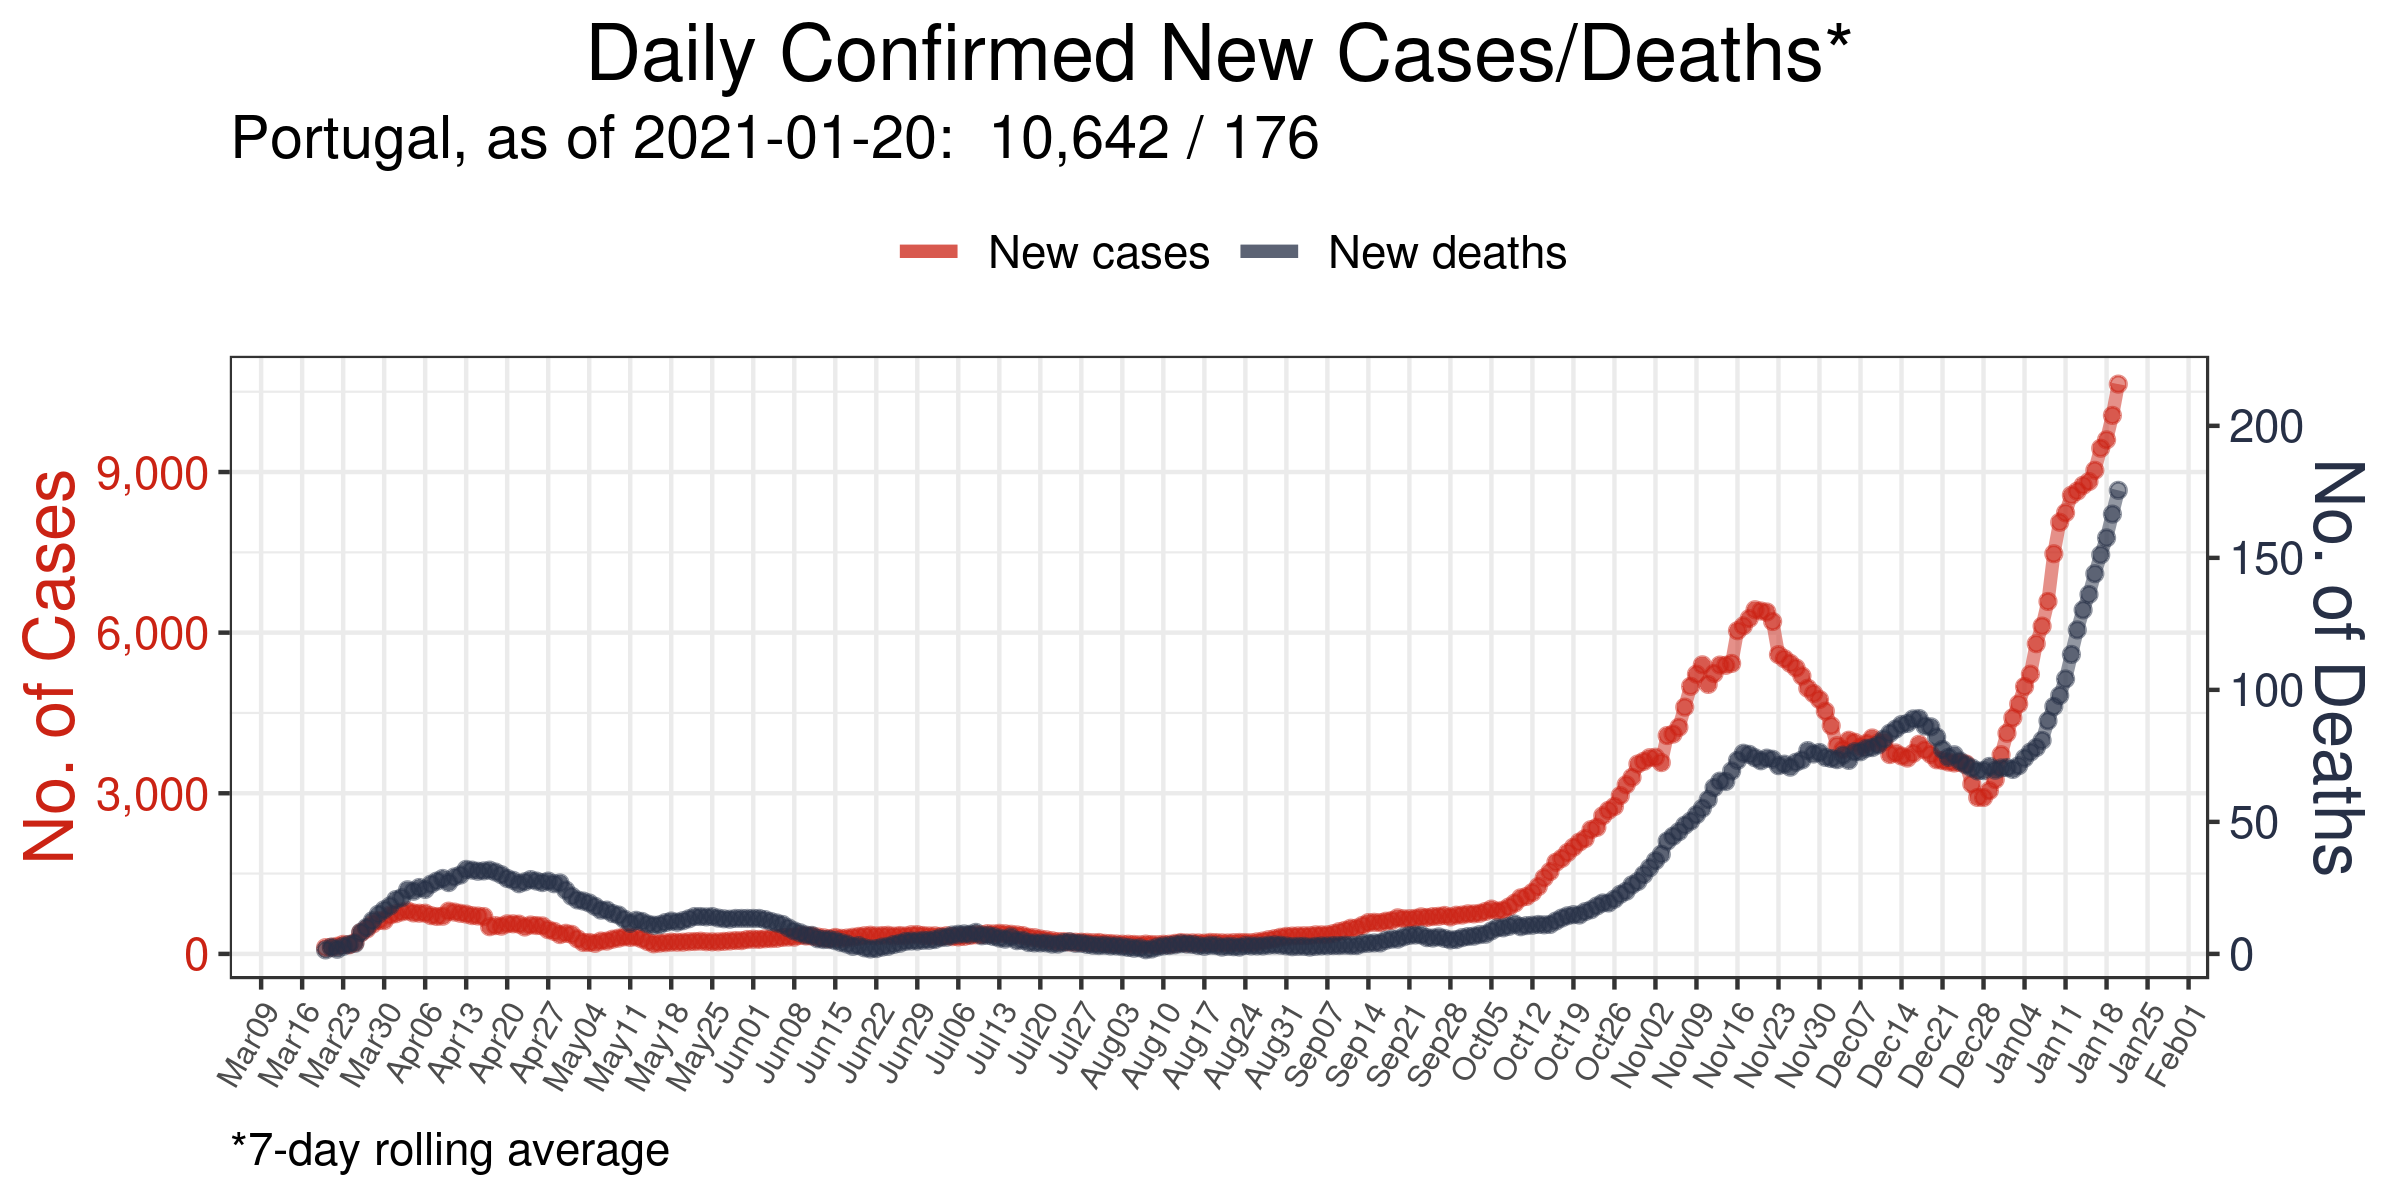 Daily Confirmed New Cases/Deaths*
Portugal, as of 2021-01-20:  10,642 / 176
New cases
New deaths
No. of Cases
9,000
6,000
3,000
0
200
150
100
50
0
No. of Deaths
Mar09
Mar16
Mar23
Mar30
Apr06
Apr13
Apr20
Apr27
May04
May11
May18
May25
Jun01
Jun08
Jun15
Jun22
Jun29
Jul06
Jul13
Jul20
Jul27
Aug03
Aug10
Aug17
Aug24
Aug31
Sep07
Sep14
Sep21
Sep28
Oct05
Oct12
Oct19
Oct26
Nov02
Nov09
Nov16
Nov23
Nov30
Dec07
Dec14
Dec21
Dec28
Jan04
Jan11
Jan18
Jan25
Feb01
*7-day rolling average